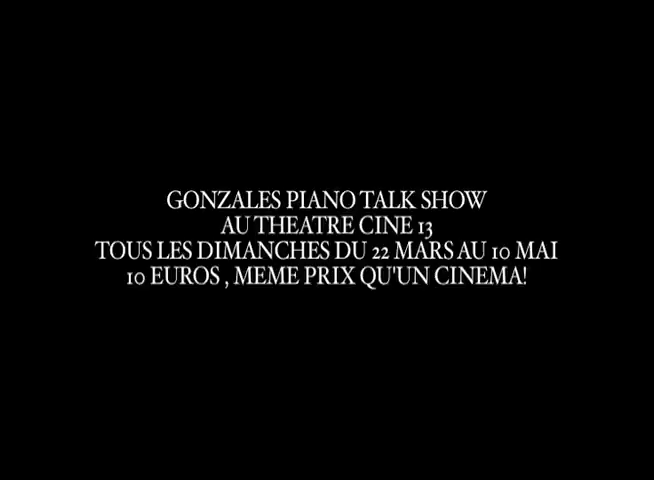 GONZALES PIANO TALK SHOW
AU THEATRE CINE 13
TOUS LES DIMANCHES DU 22 MARS AU 10 MAI
10 EUROS , MEME PRIX QU'UN CINEMA!